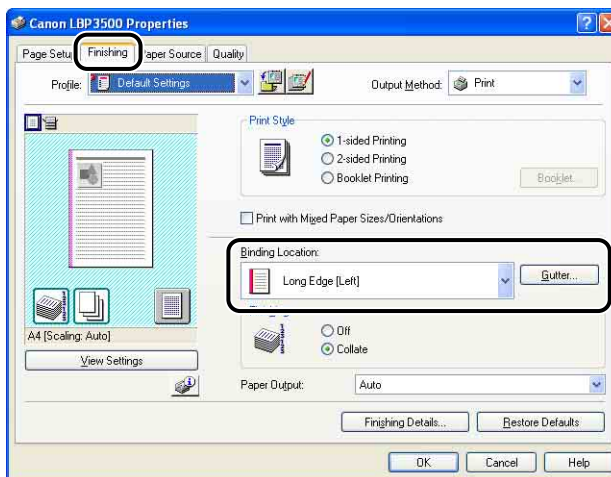 Canon LBP3500 Properties
Page Setu Finishing aper Source Quality
Profile: Default Settings Output Method: Print
Print Style
1-sided Printing
2-sided Printing
Booklet Printing Booklet...
Print with Mixed Paper Sizes/Orientations
Binding Location:
Long Edge [Left] Gutter...
Off
Collate
A4 [Scaling: Auto]
View Settings
Paper Output: Auto
Finishing Details... Restore Defaults
OK Cancel Help